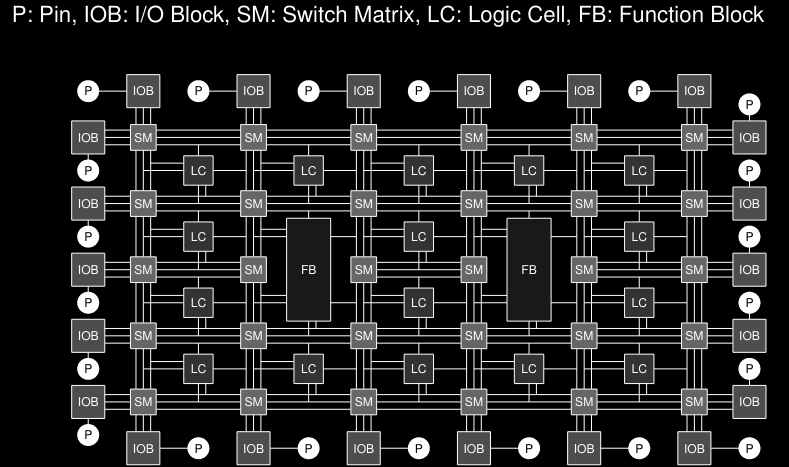 P: Pin, IOB: I/O Block, SM: Switch Matrix, LC: Logic Cell, FB: Function Block
P IOB P IOB P IOB P IOB P IOB P IOB
P
IOB SM SM SM SM SM SM IOB
P LC LC LC LC LC P
IOB SM SM SM SM SM SM IOB
P LC LC LC P
IOB SM SM FB SM SM FB SM SM IOB
P LC LC LC P
IOB SM SM SM SM SM SM IOB
P LC LC LC LC LC P
IOB SM SM SM SM SM SM IOB
P
IOB P IOB P IOB P IOB P IOB P IOB P